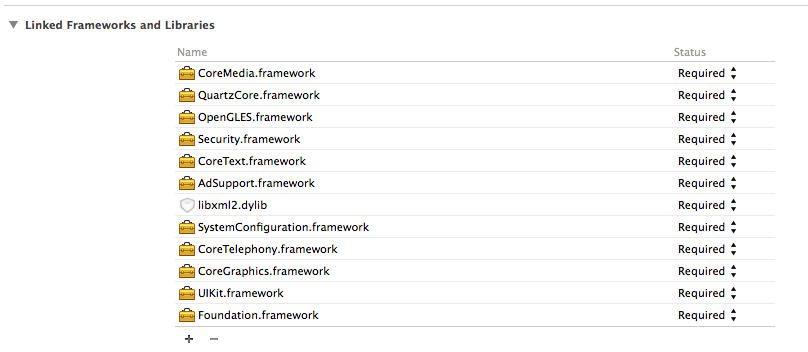 Linked Frameworks and Libraries
Name Status
CoreMedia.framework Required
QuartzCore.framework Required
OpenGLES.framework Required
Security.framework Required
CoreText.framework Required
AdSupport.framework Required
libxml2.dylib Required
SystemConfiguration.framework Required
CoreTelephony.framework Required
CoreGraphics.framework Required
UIKit.framework Required
Foundation.framework Required
+ −